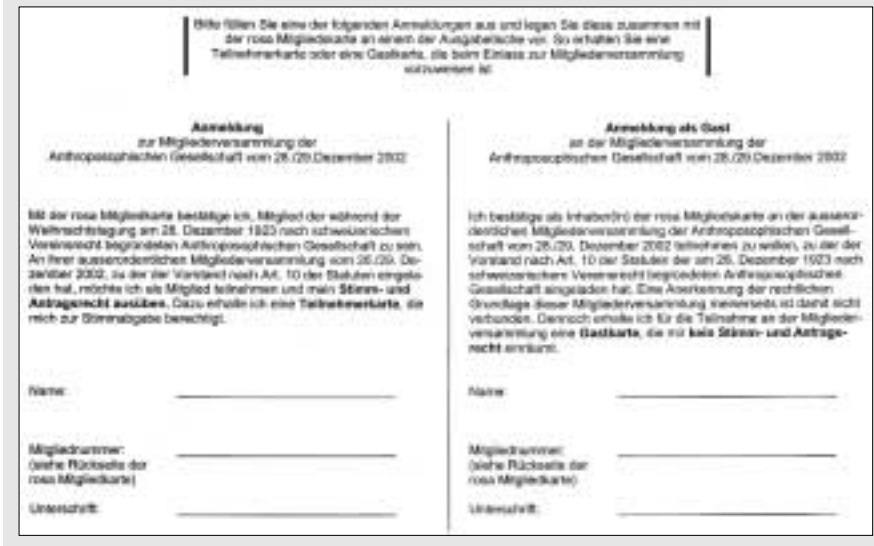 Bitte füllen Sie eine der folgenden Anmeldungen aus und legen Sie diese zusammen mit
der rosa Mitgliedskarte an einem der Ausgabetische vor. So erhalten Sie eine
Teilnehmerkarte oder eine Gastkarte, die beim Einlass zur Mitgliederversammlung
vorzuweisen ist
Anmeldung
zur Mitgliederversammlung der
Anthroposophischen Gesellschaft vom 28./29.Dezember 2002
Mit der rosa Mitgliedkarte bestätige ich, Mitglied der während der
Weihnachtstagung am 28. Dezember 1923 nach schweizerischem
Vereinsrecht begründeten Anthroposophischen Gesellschaft zu sein.
An ihrer ausserordentlichen Mitgliederversammlung vom 28./29. De-
zember 2002, zu der der Vorstand nach Art. 10 der Statuten eingela-
den hat, möchte ich als Mitglied teilnehmen und mein Stimm- und
Antragsrecht ausüben. Dazu erhalte ich eine Teilnehmerkarte, die
mich zur Stimmabgabe berechtigt.
Name:
Mitgliednummer:
(siehe Rückseite der
rosa Mitgliedkarte)
Unterschrift:
Anmeldung als Gast
an der Mitgliederversammlung der
Anthroposophischen Gesellschaft vom 28./29.Dezember 2002
Ich bestätige als Inhaber(in) der rosa Mitgliedskarte an der ausseror-
dentlichen Mitgliederversammlung der Anthroposophischen Gesell-
schaft vom 28./29. Dezember 2002 teilnehmen zu wollen, zu der der
Vorstand nach Art. 10 der Statuten der am 28. Dezember 1923 nach
schweizerischem Vereinsrecht begründeten Anthroposophischen
Gesellschaft eingeladen hat. Eine Anerkennung der rechtlichen
Grundlage dieser Mitgliederversammlung meinerseits ist damit nicht
verbunden. Dennoch erhalte ich für die Teilnahme an der Mitglieder-
versammlung eine Gastkarte, die mir kein Stimm- und Antrags-
recht einräumt.
Name:
Mitgliednummer:
(siehe Rückseite der
rosa Mitgliedkarte)
Unterschrift: